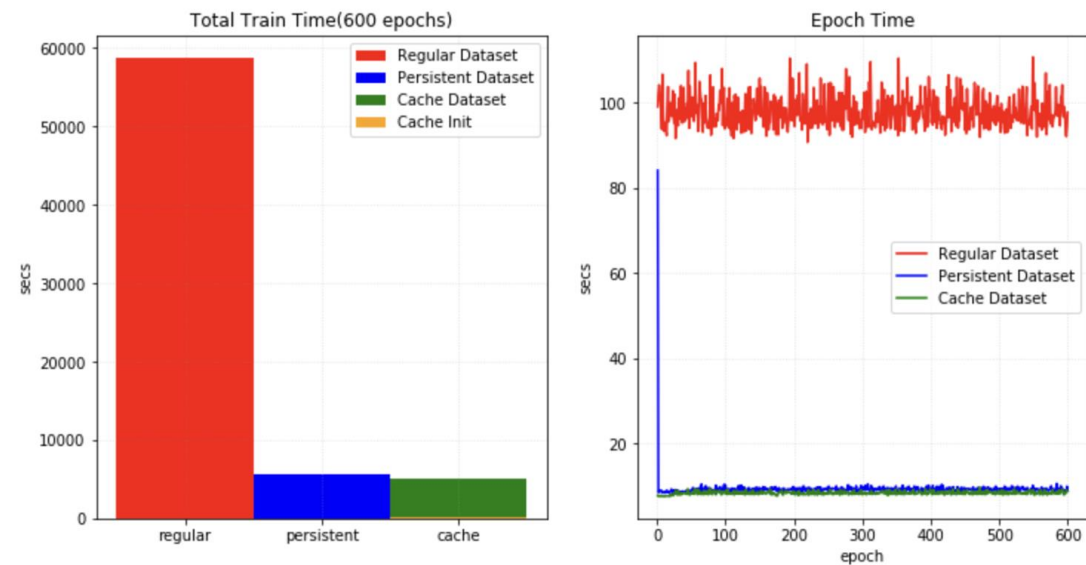 Total Train Time(600 epochs)
60000
50000
40000
30000
20000
10000
0
secs
regular
persistent
cache
Regular Dataset
Persistent Dataset
Cache Dataset
Cache Init
Epoch Time
100
80
60
40
20
secs
0
100
200
300
400
500
600
epoch
Regular Dataset
Persistent Dataset
Cache Dataset